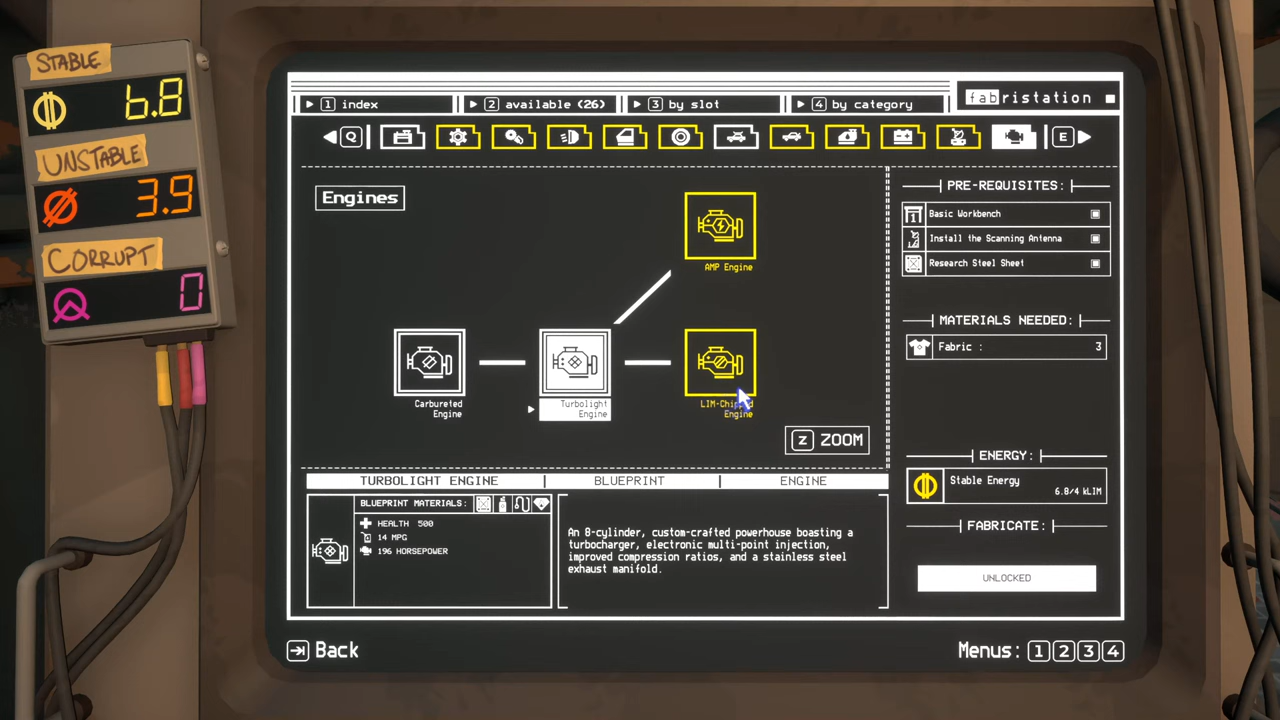 STABLE
6.8
UNSTABLE
3.9
CORRUPT
0
1 index
2 available (26)
3 by slot
4 by category
fabristation
Q
E
Engines
AMP Engine
Carbureted
Engine
Turbolight
Engine
Engine
Z ZOOM
PRE-REQUISITES:
Basic Workbench
Install the Scanning Antenna
Research Steel Sheet
MATERIALS NEEDED:
Fabric : 3
ENERGY:
Stable Energy
6.8/4 kLIM
FABRICATE:
UNLOCKED
TURBOLIGHT ENGINE
BLUEPRINT
ENGINE
BLUEPRINT MATERIALS:
HEALTH 500
14 MPG
196 HORSEPOWER
An 8-cylinder, custom-crafted powerhouse boasting a
turbocharger, electronic multi-point injection,
improved compression ratios, and a stainless steel
exhaust manifold.
Back
Menus: 1 2 3 4